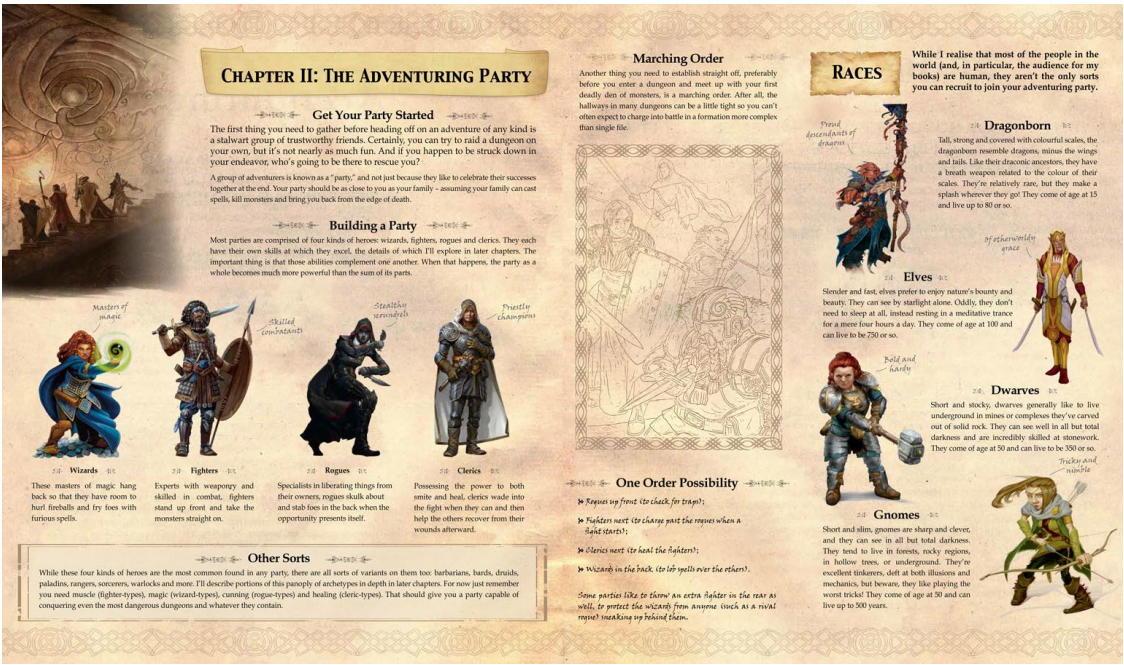 Chapter II: The Adventuring Party
Get Your Party Started
The first thing you need to gather before heading off on an adventure of any kind is
a stalwart group of trustworthy friends. Certainly, you can try to raid a dungeon on
your own, but it's not nearly as much fun. And if you happen to be struck down in
your endeavor, who's going to be there to rescue you?
A group of adventurers is known as a "party," and not just because they like to celebrate their successes
together at the end. Your party should be as close to you as your family – assuming your family can cast
spells, kill monsters and bring you back from the edge of death.
Building a Party
Most parties are comprised of four kinds of heroes: wizards, fighters, rogues and clerics. They each
have their own skills at which they excel, the details of which I'll explore in later chapters. The
important thing is that those abilities complement one another. When that happens, the party as a
whole becomes much more powerful than the sum of its parts.
Masters of
magic
Skilled
combatants
Stealthy
scoundrels
Priestly
champions
Wizards
These masters of magic hang
back so that they have room to
hurl fireballs and fry foes with
furious spells.
Fighters
Experts with weaponry and
skilled in combat, fighters
stand up front and take the
monsters straight on.
Rogues
Specialists in liberating things from
their owners, rogues skulk about
and stab foes in the back when the
opportunity presents itself.
Clerics
Possessing the power to both
smite and heal, clerics wade into
the fight when they can and then
help the others recover from their
wounds afterward.
Other Sorts
While these four kinds of heroes are the most common found in any party, there are all sorts of variants on them too: barbarians, bards, druids,
paladins, rangers, sorcerers, warlocks and more. I'll describe portions of this panoply of archetypes in depth in later chapters. For now just remember
you need muscle (fighter-types), magic (wizard-types), cunning (rogue-types) and healing (cleric-types). That should give you a party capable of
conquering even the most dangerous dungeons and whatever they contain.
Marching Order
Another thing you need to establish straight off, preferably
before you enter a dungeon and meet up with your first
deadly den of monsters, is a marching order. After all, the
hallways in many dungeons can be a little tight so you can't
often expect to charge into battle in a formation more complex
than single file.
One Order Possibility
Rogues up front (to check for traps);
Fighters next (to charge past the rogues when a
fight starts);
Clerics next (to heal the fighters);
Wizards in the back (to lob spells over the others).
Some parties like to throw an extra fighter in the rear as
well, to protect the wizards from anyone (such as a rival
rogue) sneaking up behind them.
Races
While I realise that most of the people in the
world (and, in particular, the audience for my
books) are human, they aren't the only sorts
you can recruit to join your adventuring party.
Proud
descendants of
dragons
Dragonborn
Tall, strong and covered with colourful scales, the
dragonborn resemble dragons, minus the wings
and tails. Like their draconic ancestors, they have
a breath weapon related to the colour of their
scales. They're relatively rare, but they make a
splash wherever they go! They come of age at 15
and live up to 80 or so.
Of otherworldy
grace
Elves
Slender and fast, elves prefer to enjoy nature's bounty and
beauty. They can see by starlight alone. Oddly, they don't
need to sleep at all, instead resting in a meditative trance
for a mere four hours a day. They come of age at 100 and
can live to be 750 or so.
Bold and
hardy
Dwarves
Short and stocky, dwarves generally like to live
underground in mines or complexes they've carved
out of solid rock. They can see well in all but total
darkness and are incredibly skilled at stonework.
They come of age at 50 and can live to be 350 or so.
Tricky and
nimble
Gnomes
Short and slim, gnomes are sharp and clever,
and they can see in all but total darkness.
They tend to live in forests, rocky regions,
in hollow trees, or underground. They're
excellent tinkerers, deft at both illusions and
mechanics, but beware, they like playing the
worst tricks! They come of age at 50 and can
live up to 500 years.